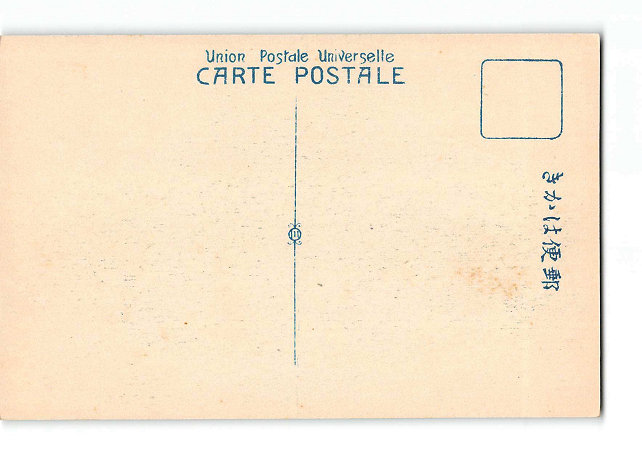 Union Postale Universelle
CARTE POSTALE
郵便はかき